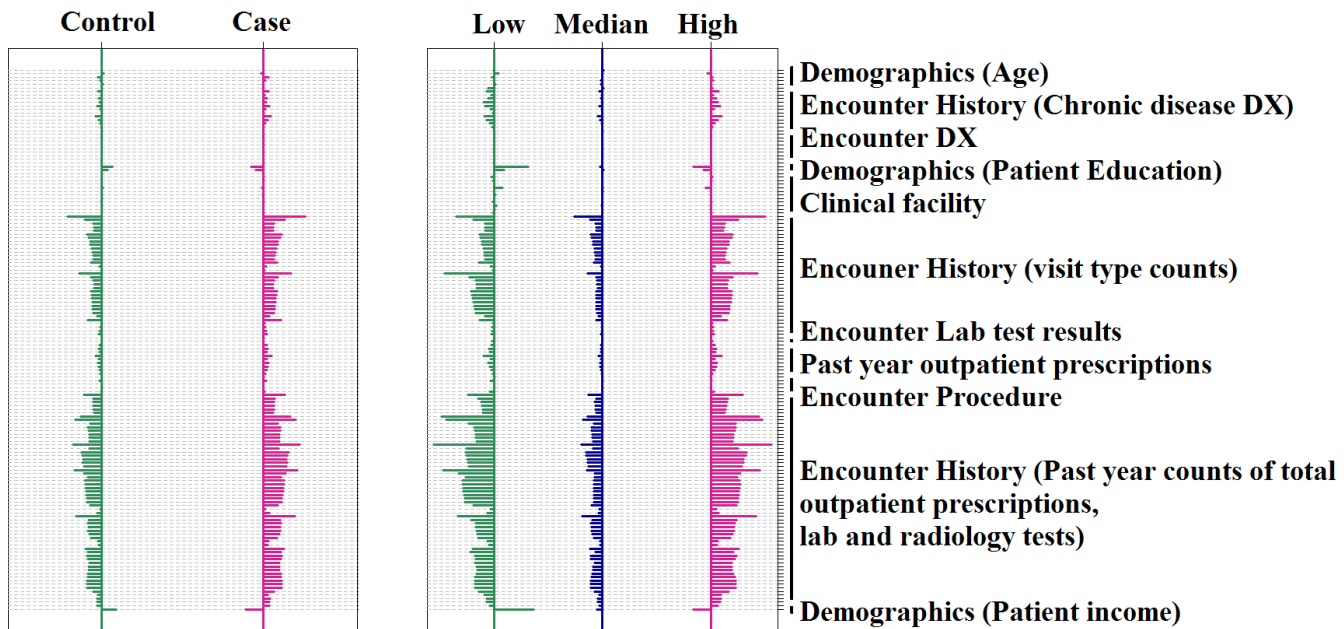 Control Case Low Median High
Demographics (Age)
Encounter History (Chronic disease DX)
Encounter DX
Demographics (Patient Education)
Clinical facility
Encouner History (visit type counts)
Encounter Lab test results
Past year outpatient prescriptions
Encounter Procedure
Encounter History (Past year counts of total
outpatient prescriptions,
lab and radiology tests)
Demographics (Patient income)